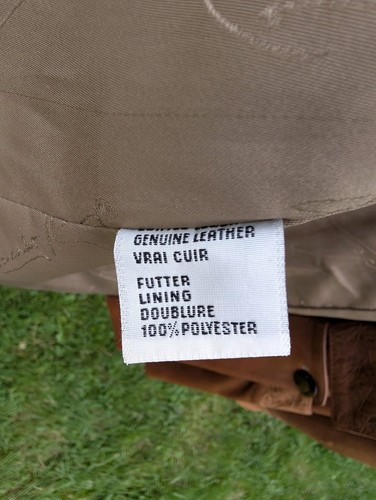 GENUINE LEATHER
VRAI CUIR
FUTTER
LINING
DOUBLURE
100% POLYESTER